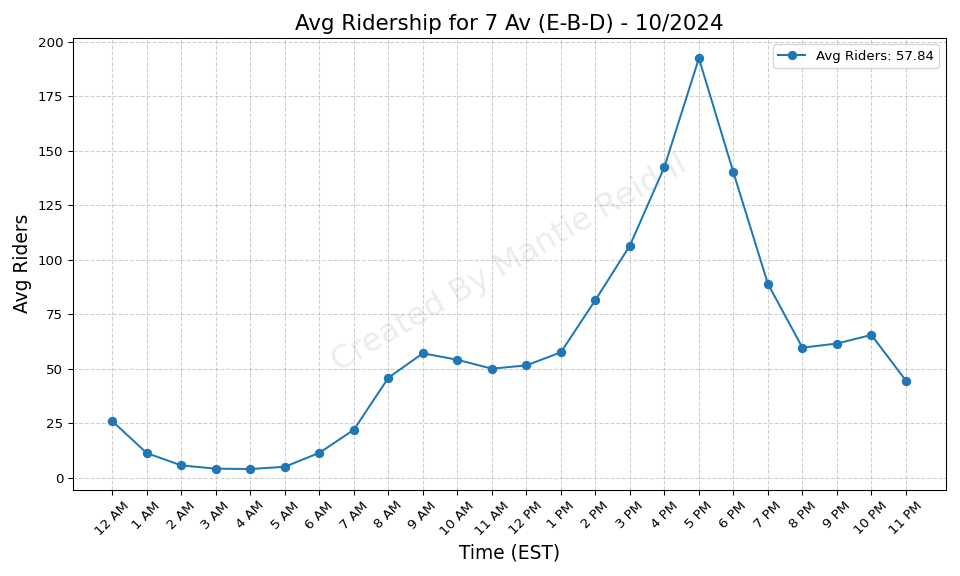 Avg Ridership for 7 Av (E-B-D) - 10/2024
Avg Riders: 57.84
Avg Riders
200
175
150
125
100
75
50
25
0
12 AM
1 AM
2 AM
3 AM
4 AM
5 AM
6 AM
7 AM
8 AM
9 AM
10 AM
11 AM
12 PM
1 PM
2 PM
3 PM
4 PM
5 PM
6 PM
7 PM
8 PM
9 PM
10 PM
11 PM
Time (EST)
Created By Mantle Reid